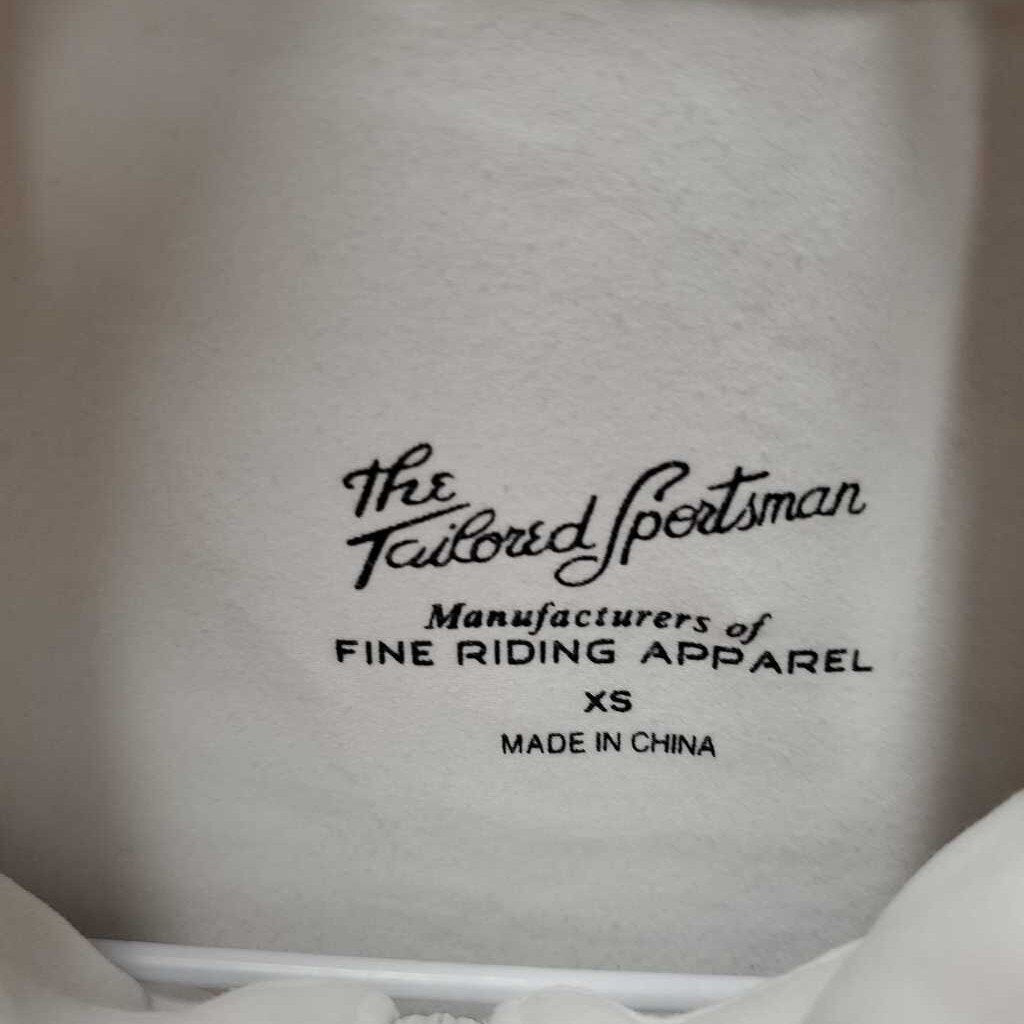 The
Tailored Sportsman
Manufacturers of
FINE RIDING APPAREL
XS
MADE IN CHINA